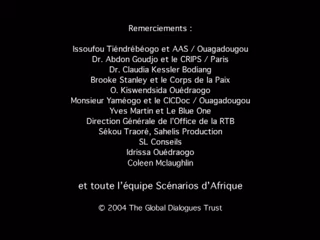 Remerciements :
Issoufou Tiéndrébéogo et AAS / Ouagadougou
Dr. Abdon Goudjo et le CRIPS / Paris
Dr. Claudia Kessler Bodiang
Brooke Stanley et le Corps de la Paix
O. Kiswendsida Ouédraogo
Monsieur Yaméogo et le CICDoc / Ouagadougou
Yves Martin et Le Blue One
Direction Générale de l'Office de la RTB
Sékou Traoré, Sahelis Production
SL Conseils
Idrissa Ouédraogo
Coleen Mclaughlin
et toute l'équipe Scénarios d'Afrique
© 2004 The Global Dialogues Trust